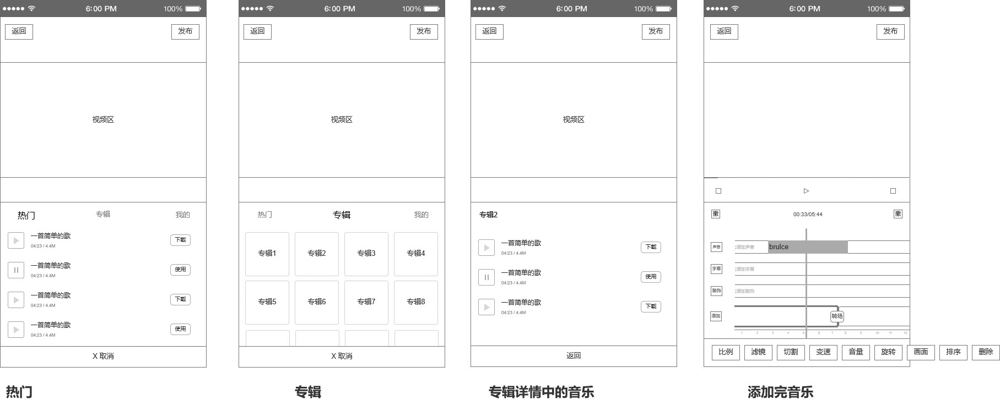 6:00 PM
100%
返回
发布
视频区
热门
专辑
我的
一首简单的歌
04:23 / 4.4M
下载
一首简单的歌
04:23 / 4.4M
使用
一首简单的歌
04:23 / 4.4M
下载
一首简单的歌
04:23 / 4.4M
使用
X 取消
热门
6:00 PM
100%
返回
发布
视频区
热门
专辑
我的
专辑1
专辑2
专辑3
专辑4
专辑5
专辑6
专辑7
专辑8
X 取消
专辑
6:00 PM
100%
返回
发布
视频区
专辑2
一首简单的歌
04:23 / 4.4M
下载
一首简单的歌
04:23 / 4.4M
使用
一首简单的歌
04:23 / 4.4M
下载
返回
专辑详情中的音乐
6:00 PM
100%
返回
发布
撤
00:33/05:44
撤
声音
添加声音
brulce
字幕
添加字幕
装饰
添加装饰
添加
转场
1 2 3 4 5 6 7 8 9 10 11 12
比例
滤镜
切割
变速
音量
旋转
画面
排序
删除
添加完音乐